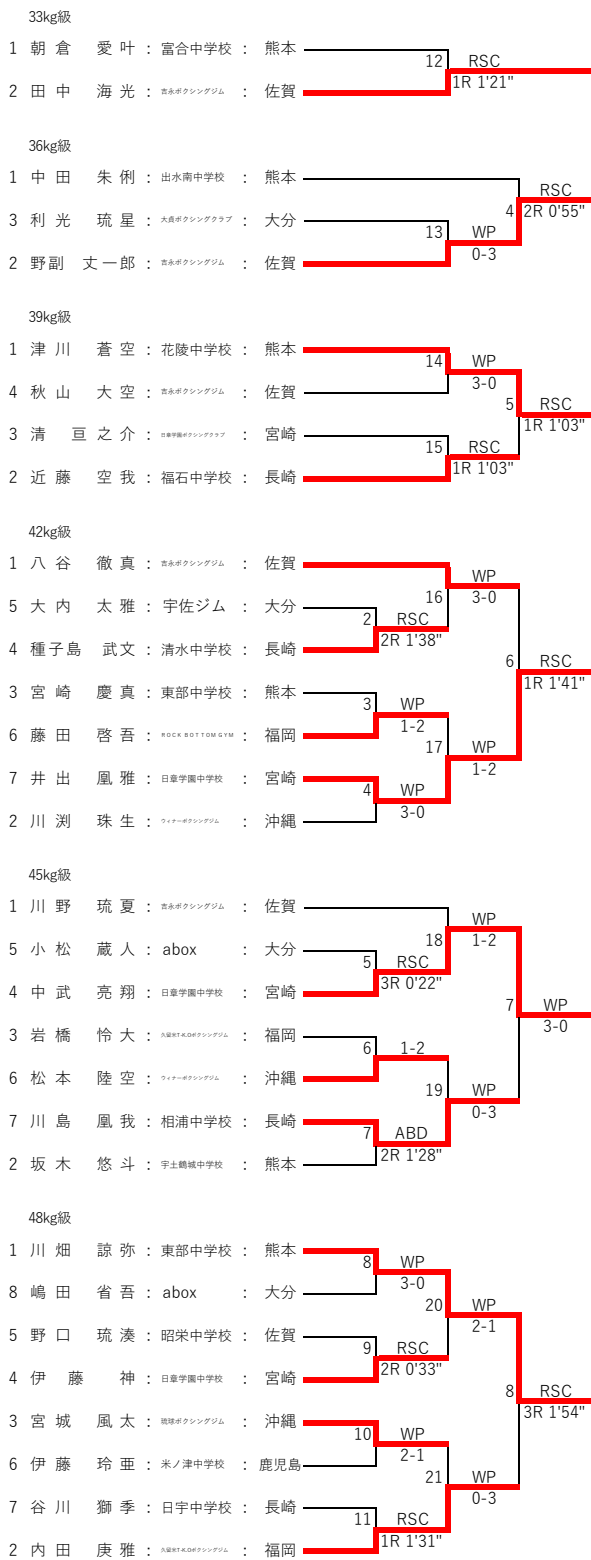 33kg級
1 朝倉 愛叶 : 富合中学校 : 熊本
12 RSC
1R 1'21"
2 田中 海光 : 吉永ボクシングジム : 佐賀
36kg級
1 中田 朱俐 : 出水南中学校 : 熊本
RSC
4 2R 0'55"
3 利光 琉星 : 大貞ボクシングクラブ : 大分
13 WP
0-3
2 野副 丈一郎 : 吉永ボクシングジム : 佐賀
39kg級
1 津川 蒼空 : 花陵中学校 : 熊本
14 WP
3-0
4 秋山 大空 : 吉永ボクシングジム : 佐賀
5 RSC
1R 1'03"
3 清 亘之介 : 日章学園ボクシングクラブ : 宮崎
15 RSC
1R 1'03"
2 近藤 空我 : 福石中学校 : 長崎
42kg級
1 八谷 徹真 : 吉永ボクシングジム : 佐賀
WP
16 3-0
5 大内 太雅 : 宇佐ジム : 大分
2 RSC
2R 1'38"
4 種子島 武文 : 清水中学校 : 長崎
6 RSC
1R 1'41"
3 宮崎 慶真 : 東部中学校 : 熊本
3 WP
1-2
6 藤田 啓吾 : ROCK BOTTOM GYM : 福岡
17 WP
1-2
7 井出 凰雅 : 日章学園中学校 : 宮崎
4 WP
3-0
2 川渕 珠生 : ウィナーボクシングジム : 沖縄
45kg級
1 川野 琉夏 : 吉永ボクシングジム : 佐賀
WP
18 1-2
5 小松 蔵人 : abox : 大分
5 RSC
3R 0'22"
4 中武 亮翔 : 日章学園中学校 : 宮崎
7 WP
3-0
3 岩橋 怜大 : 久留米T-K.Oボクシングジム : 福岡
6 1-2
6 松本 陸空 : ウィナーボクシングジム : 沖縄
19 WP
0-3
7 川島 凰我 : 相浦中学校 : 長崎
7 ABD
2R 1'28"
2 坂木 悠斗 : 宇土鶴城中学校 : 熊本
48kg級
1 川畑 諒弥 : 東部中学校 : 熊本
8 WP
3-0
8 嶋田 省吾 : abox : 大分
20 WP
2-1
5 野口 琉湊 : 昭栄中学校 : 佐賀
9 RSC
2R 0'33"
4 伊藤 神 : 日章学園中学校 : 宮崎
8 RSC
3R 1'54"
3 宮城 風太 : 琉球ボクシングジム : 沖縄
10 WP
2-1
6 伊藤 玲亜 : 米ノ津中学校 : 鹿児島
21 WP
0-3
7 谷川 獅季 : 日宇中学校 : 長崎
11 RSC
1R 1'31"
2 内田 庚雅 : 久留米T-K.Oボクシングジム : 福岡